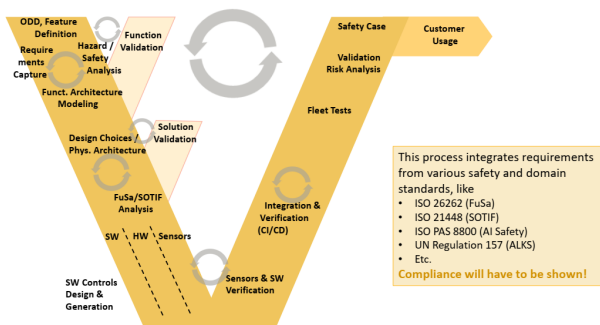 ODD, Feature
Definition
Hazard /
Safety
Analysis
Function
Validation
Require
ments
Capture
Funct. Architecture
Modeling
Design Choices /
Phys. Architecture
Solution
Validation
FuSa/SOTIF
Analysis
SW
HW
Sensors
SW Controls
Design &
Generation
Sensors & SW
Verification
Integration &
Verification
(CI/CD)
Fleet Tests
Validation
Risk Analysis
Safety Case
Customer
Usage
This process integrates requirements
from various safety and domain
standards, like
• ISO 26262 (FuSa)
• ISO 21448 (SOTIF)
• ISO PAS 8800 (AI Safety)
• UN Regulation 157 (ALKS)
• Etc.
Compliance will have to be shown!